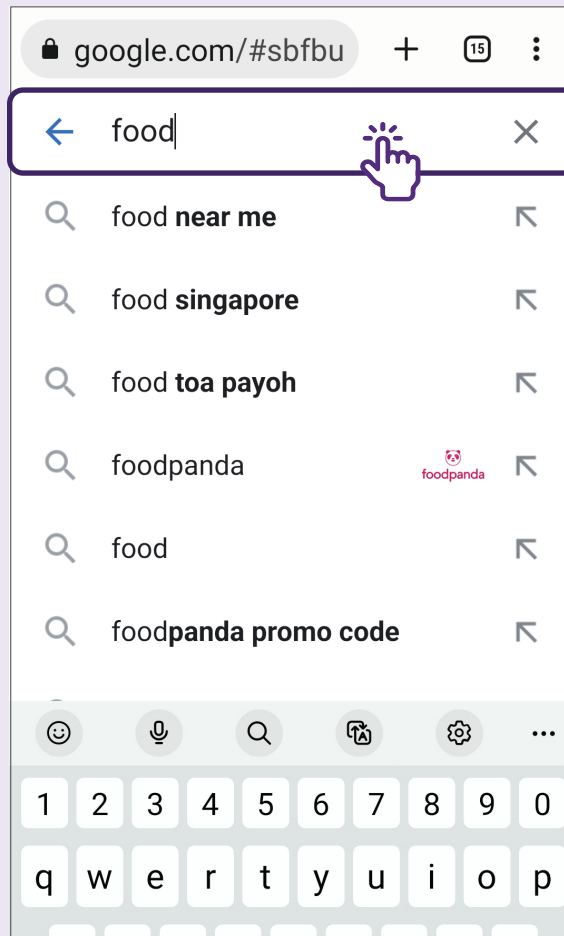 google.com/#sbfbu
15
food
food near me
food singapore
food toa payoh
foodpanda
foodpanda
food
foodpanda promo code
1 2 3 4 5 6 7 8 9 0
q w e r t y u i o p